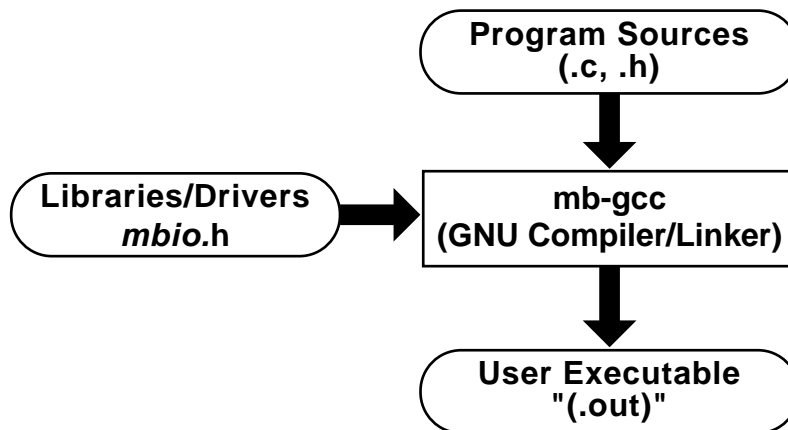 Program Sources
(.c, .h)
Libraries/Drivers
mbio.h
mb-gcc
(GNU Compiler/Linker)
User Executable
"(.out)"